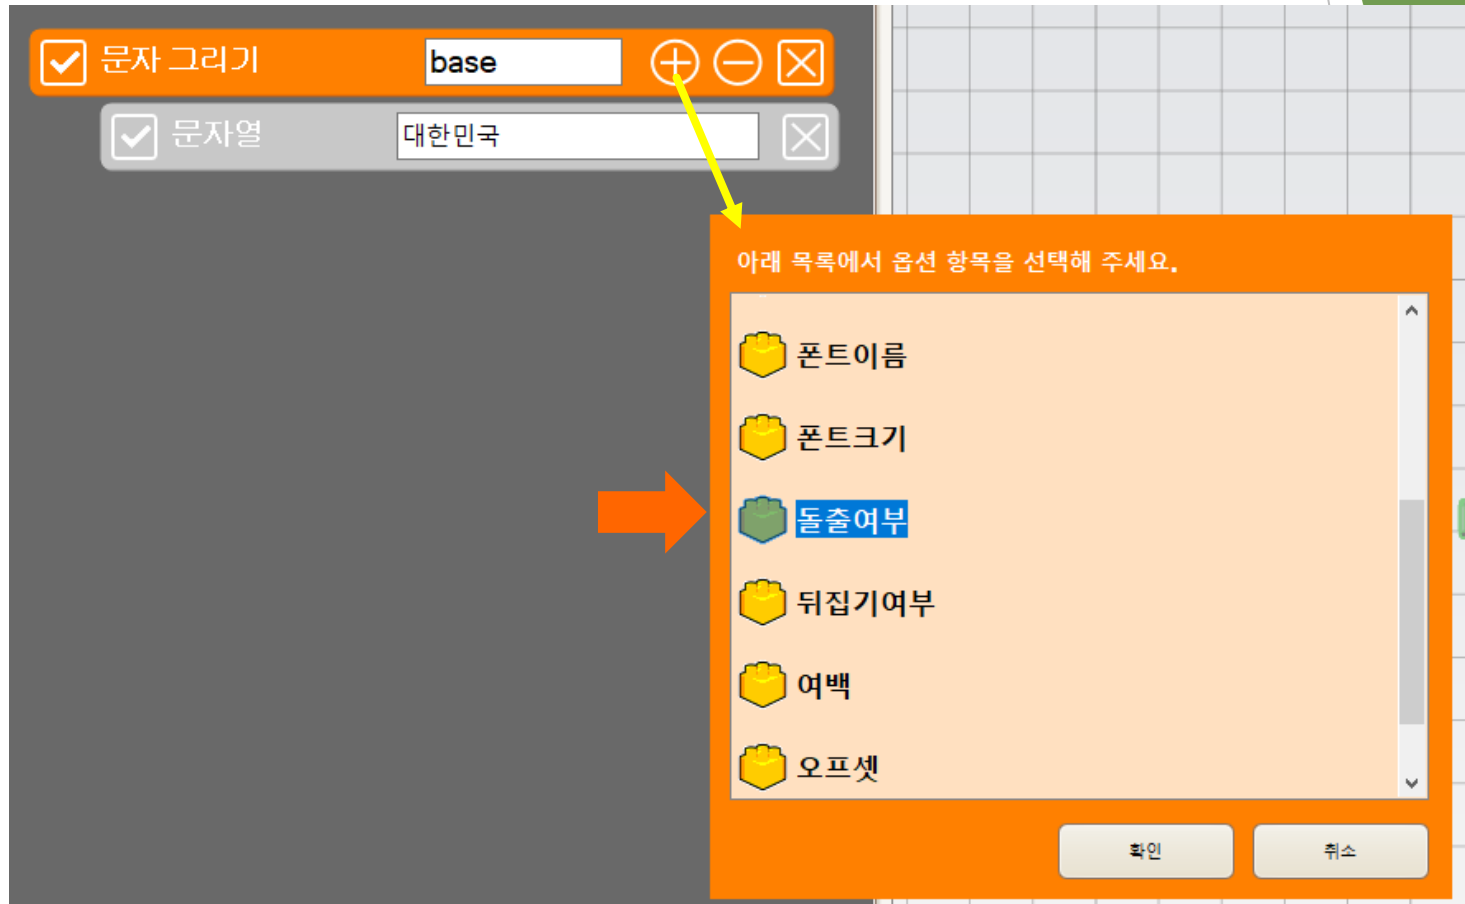 문자 그리기 base
문자열 대한민국
아래 목록에서 옵션 항목을 선택해 주세요.
폰트이름
폰트크기
돌출여부
뒤집기여부
여백
오프셋
확인 취소